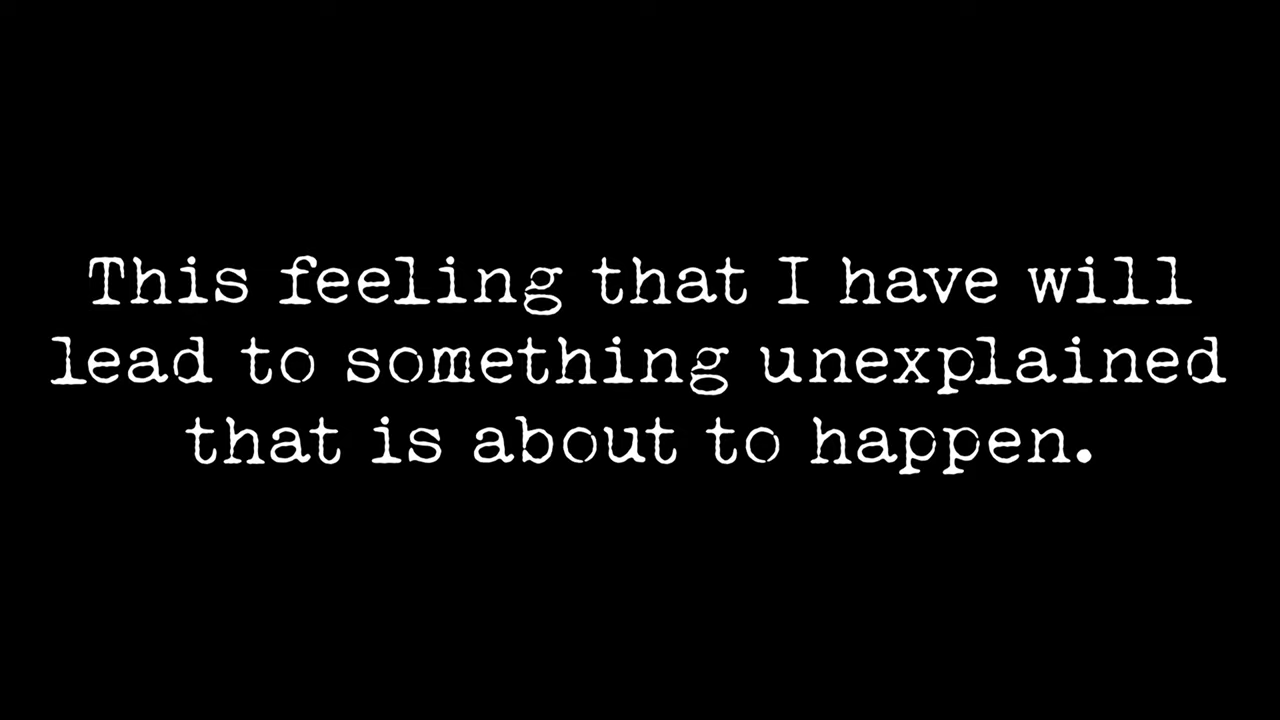 This feeling that I have will
lead to something unexplained
that is about to happen.